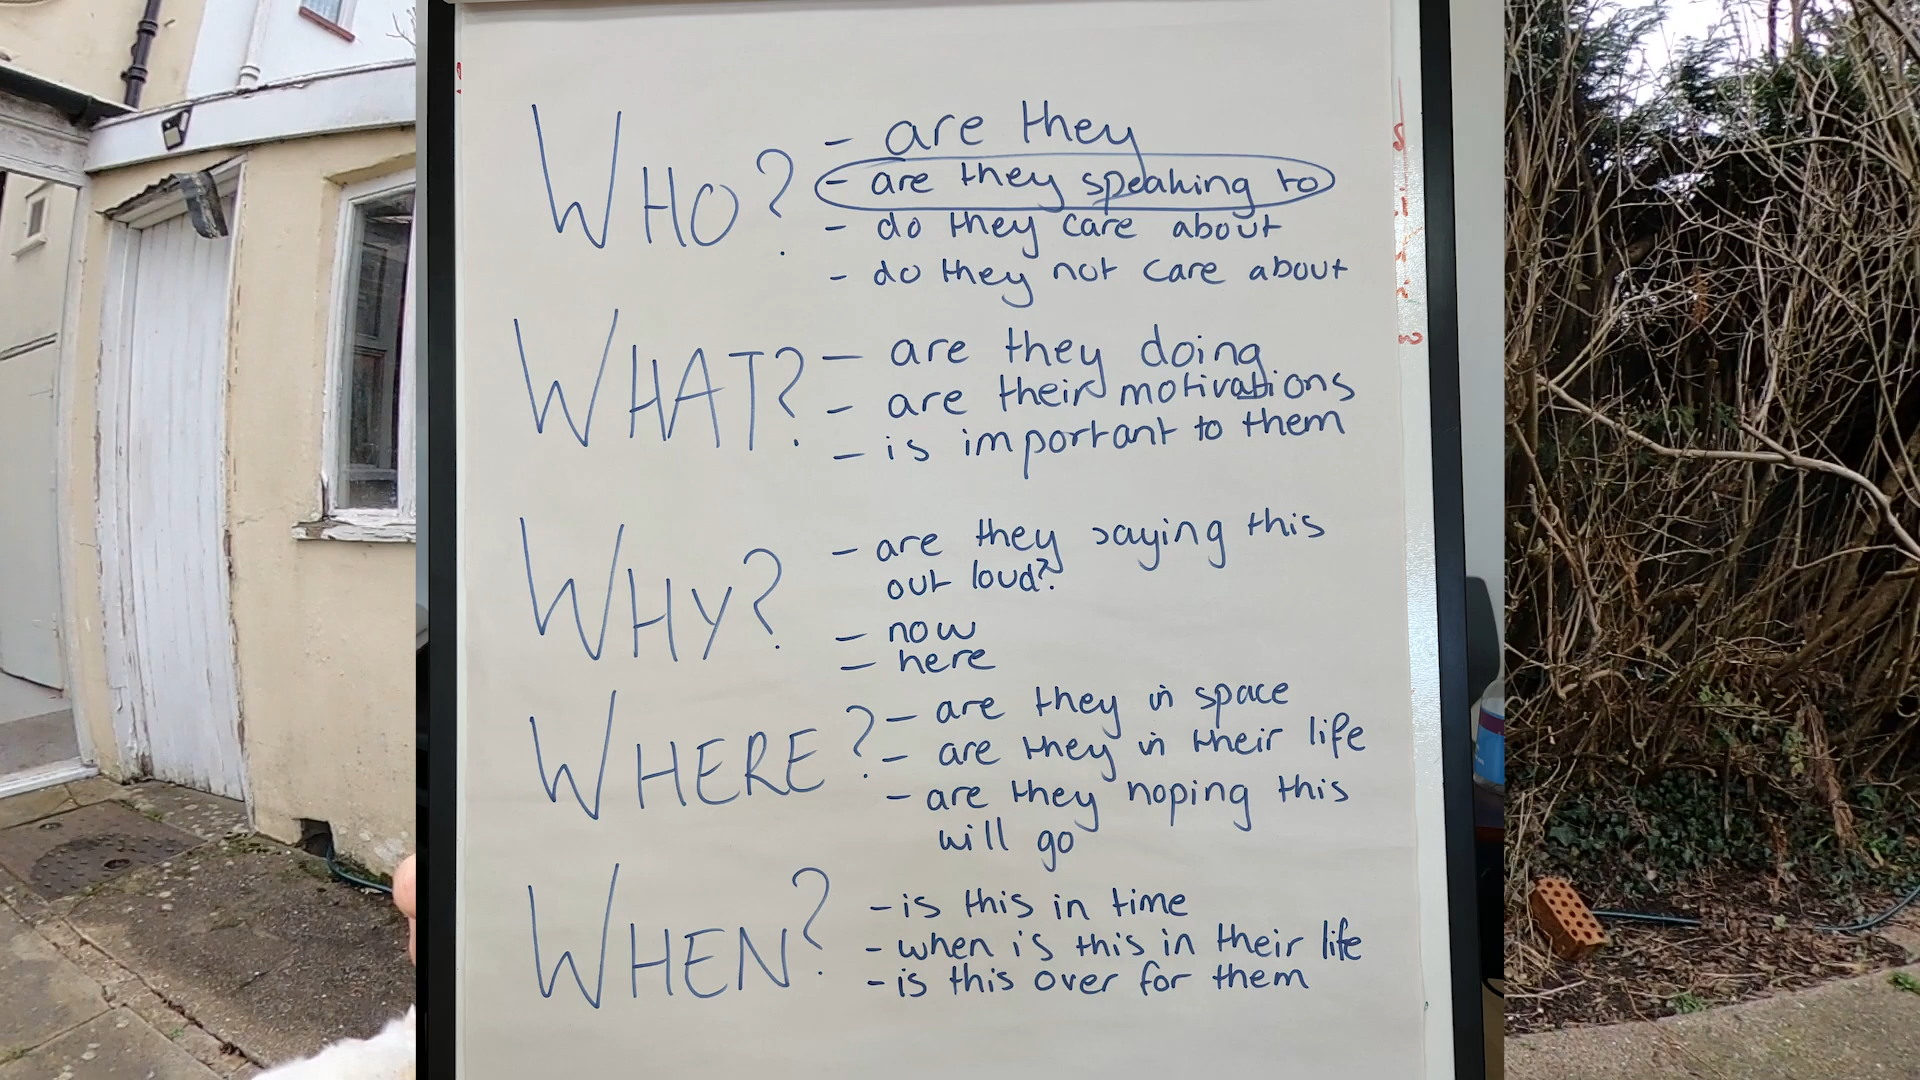 WHO? - are they
- are they speaking to
- do they care about
- do they not care about
WHAT? - are they doing
- are their motivations
- is important to them
WHY? - are they saying this
out loud?
- now
- here
WHERE? - are they in space
- are they in their life
- are they hoping this
will go
WHEN? - is this in time
- when is this in their life
- is this over for them